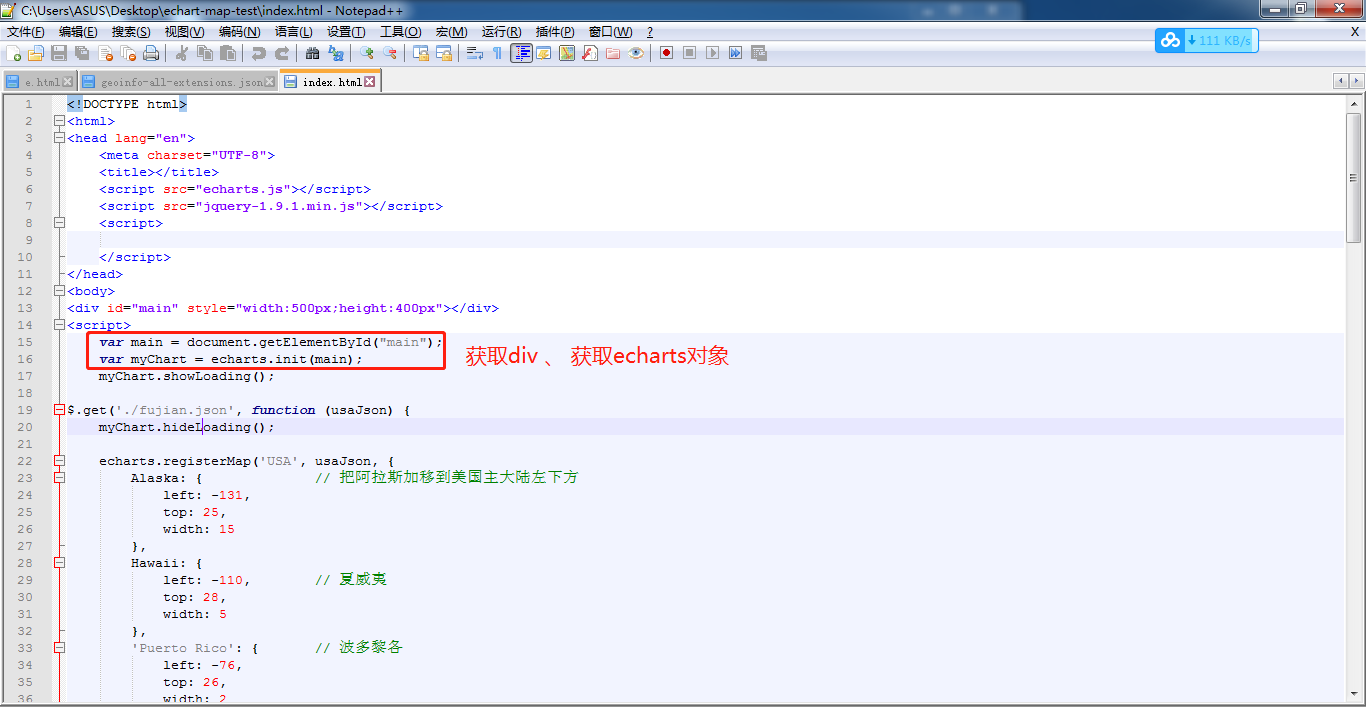 C:\Users\ASUS\Desktop\echart-map-test\index.html - Notepad++
文件(F) 编辑(E) 搜索(S) 视图(V) 编码(N) 语言(L) 设置(T) 工具(O) 宏(M) 运行(R) 插件(P) 窗口(W) ? X
111 KB/s
e.html geoinfo-all-extensions.json index.html
1 <!DOCTYPE html>
2 <html>
3 <head lang="en">
4 <meta charset="UTF-8">
5 <title></title>
6 <script src="echarts.js"></script>
7 <script src="jquery-1.9.1.min.js"></script>
8 <script>
9
10 </script>
11 </head>
12 <body>
13 <div id="main" style="width:500px;height:400px"></div>
14 <script>
15 var main = document.getElementById("main");
16 var myChart = echarts.init(main);
获取div 、 获取echarts对象
17 myChart.showLoading();
18
19 $.get('./fujian.json', function (usaJson) {
20 myChart.hideLoading();
21
22 echarts.registerMap('USA', usaJson, {
23 Alaska: { // 把阿拉斯加移到美国主大陆左下方
24 left: -131,
25 top: 25,
26 width: 15
27 },
28 Hawaii: {
29 left: -110, // 夏威夷
30 top: 28,
31 width: 5
32 },
33 'Puerto Rico': { // 波多黎各
34 left: -76,
35 top: 26,
36 width: 2